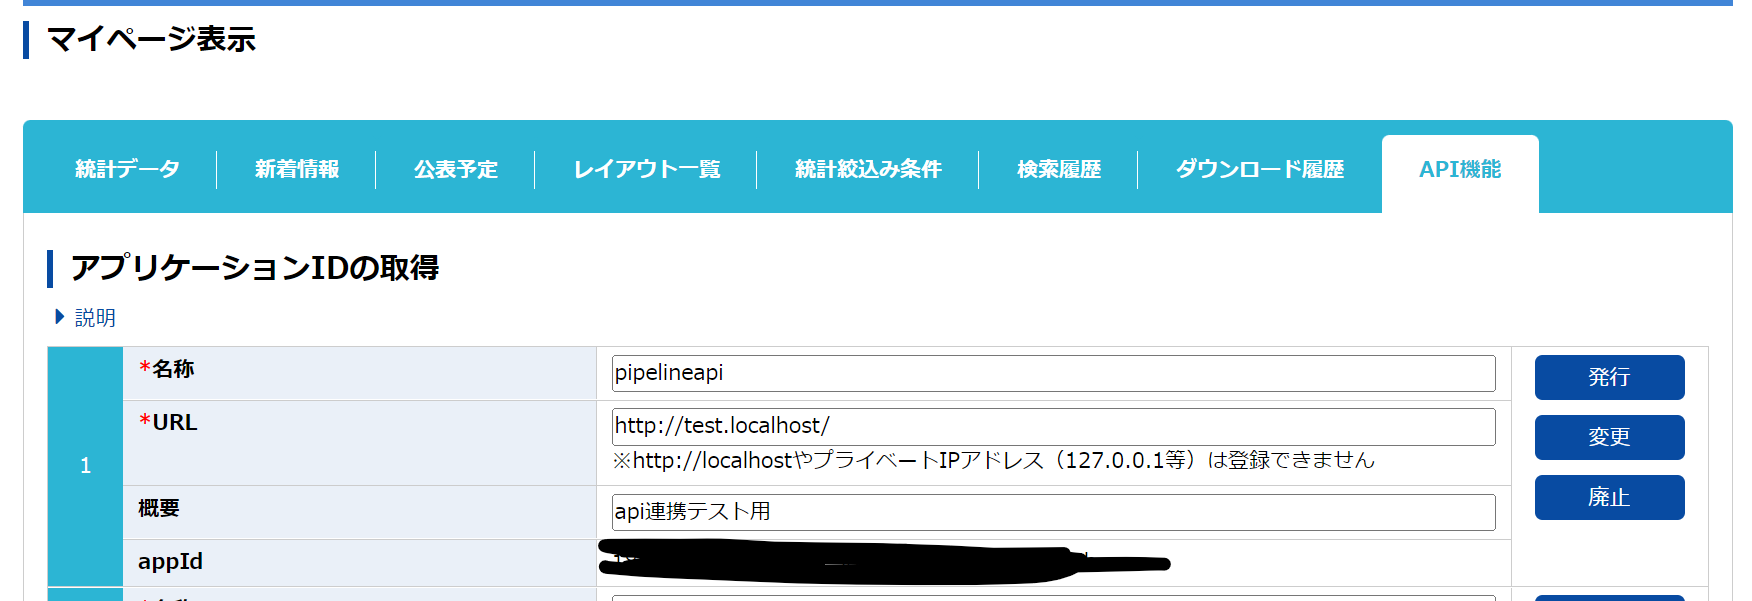 マイページ表示
統計データ 新着情報 公表予定 レイアウト一覧 統計絞込み条件 検索履歴 ダウンロード履歴 API機能
アプリケーションIDの取得
説明
1
*名称
pipelineapi
発行
*URL
http://test.localhost/
※http://localhostやプライベートIPアドレス（127.0.0.1等）は登録できません
変更
概要
api連携テスト用
廃止
appId